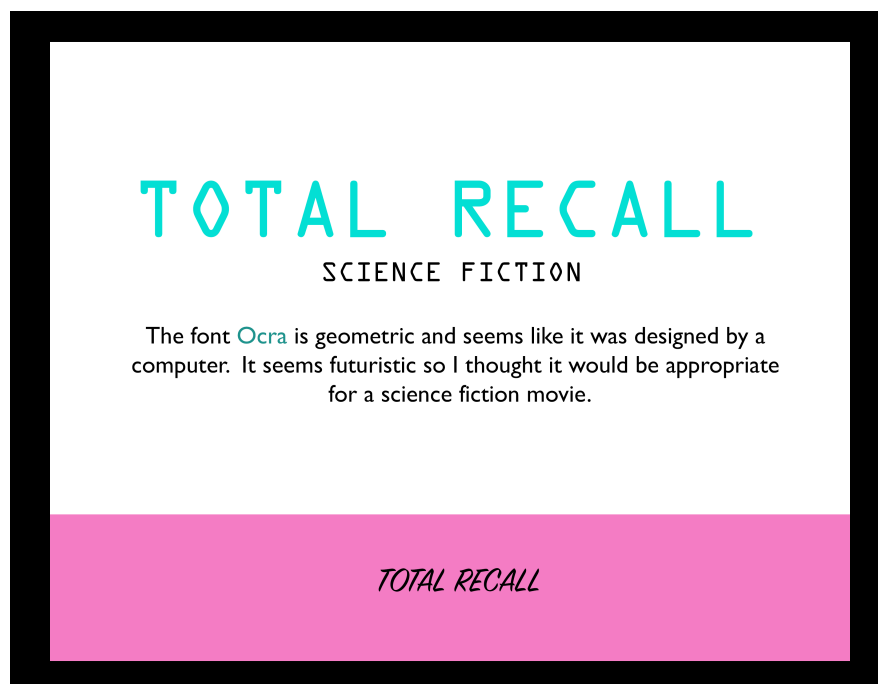 TOTAL RECALL
SCIENCE FICTION
The font Ocra is geometric and seems like it was designed by a
computer.  It seems futuristic so I thought it would be appropriate
for a science fiction movie.
TOTAL RECALL